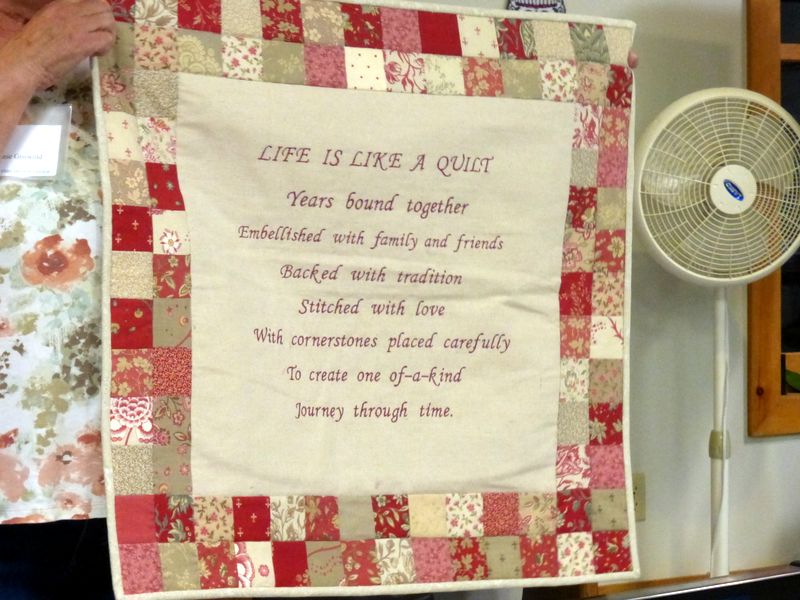 LIFE IS LIKE A QUILT
Years bound together
Embellished with family and friends
Backed with tradition
Stitched with love
With cornerstones placed carefully
To create one of-a-kind
Journey through time.